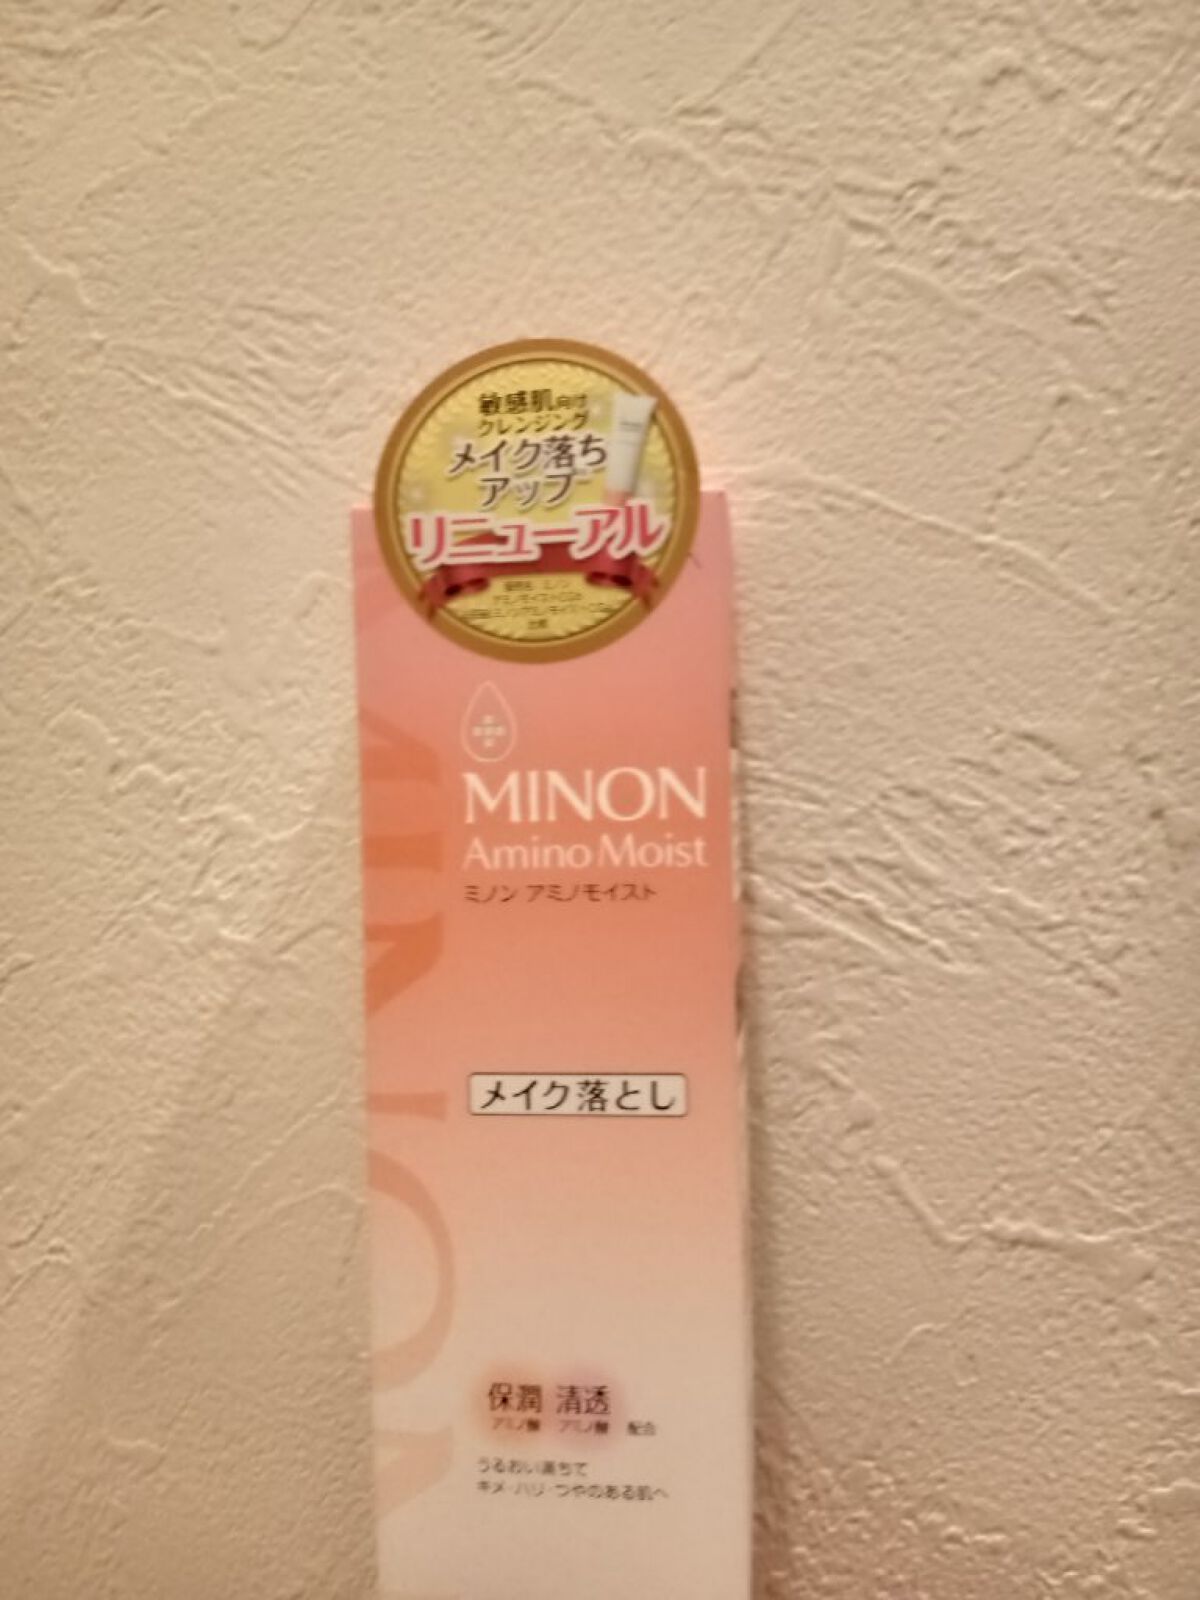 敏感肌向け
クレンジング
メイク落ち
アップ
リニューアル
MINON
Amino Moist
ミノン アミノモイスト
メイク落とし
保潤 清透
アミノ酸 アミノ酸 配合
うるおい満ちて
キメ・ハリ・つやのある肌へ
MINON